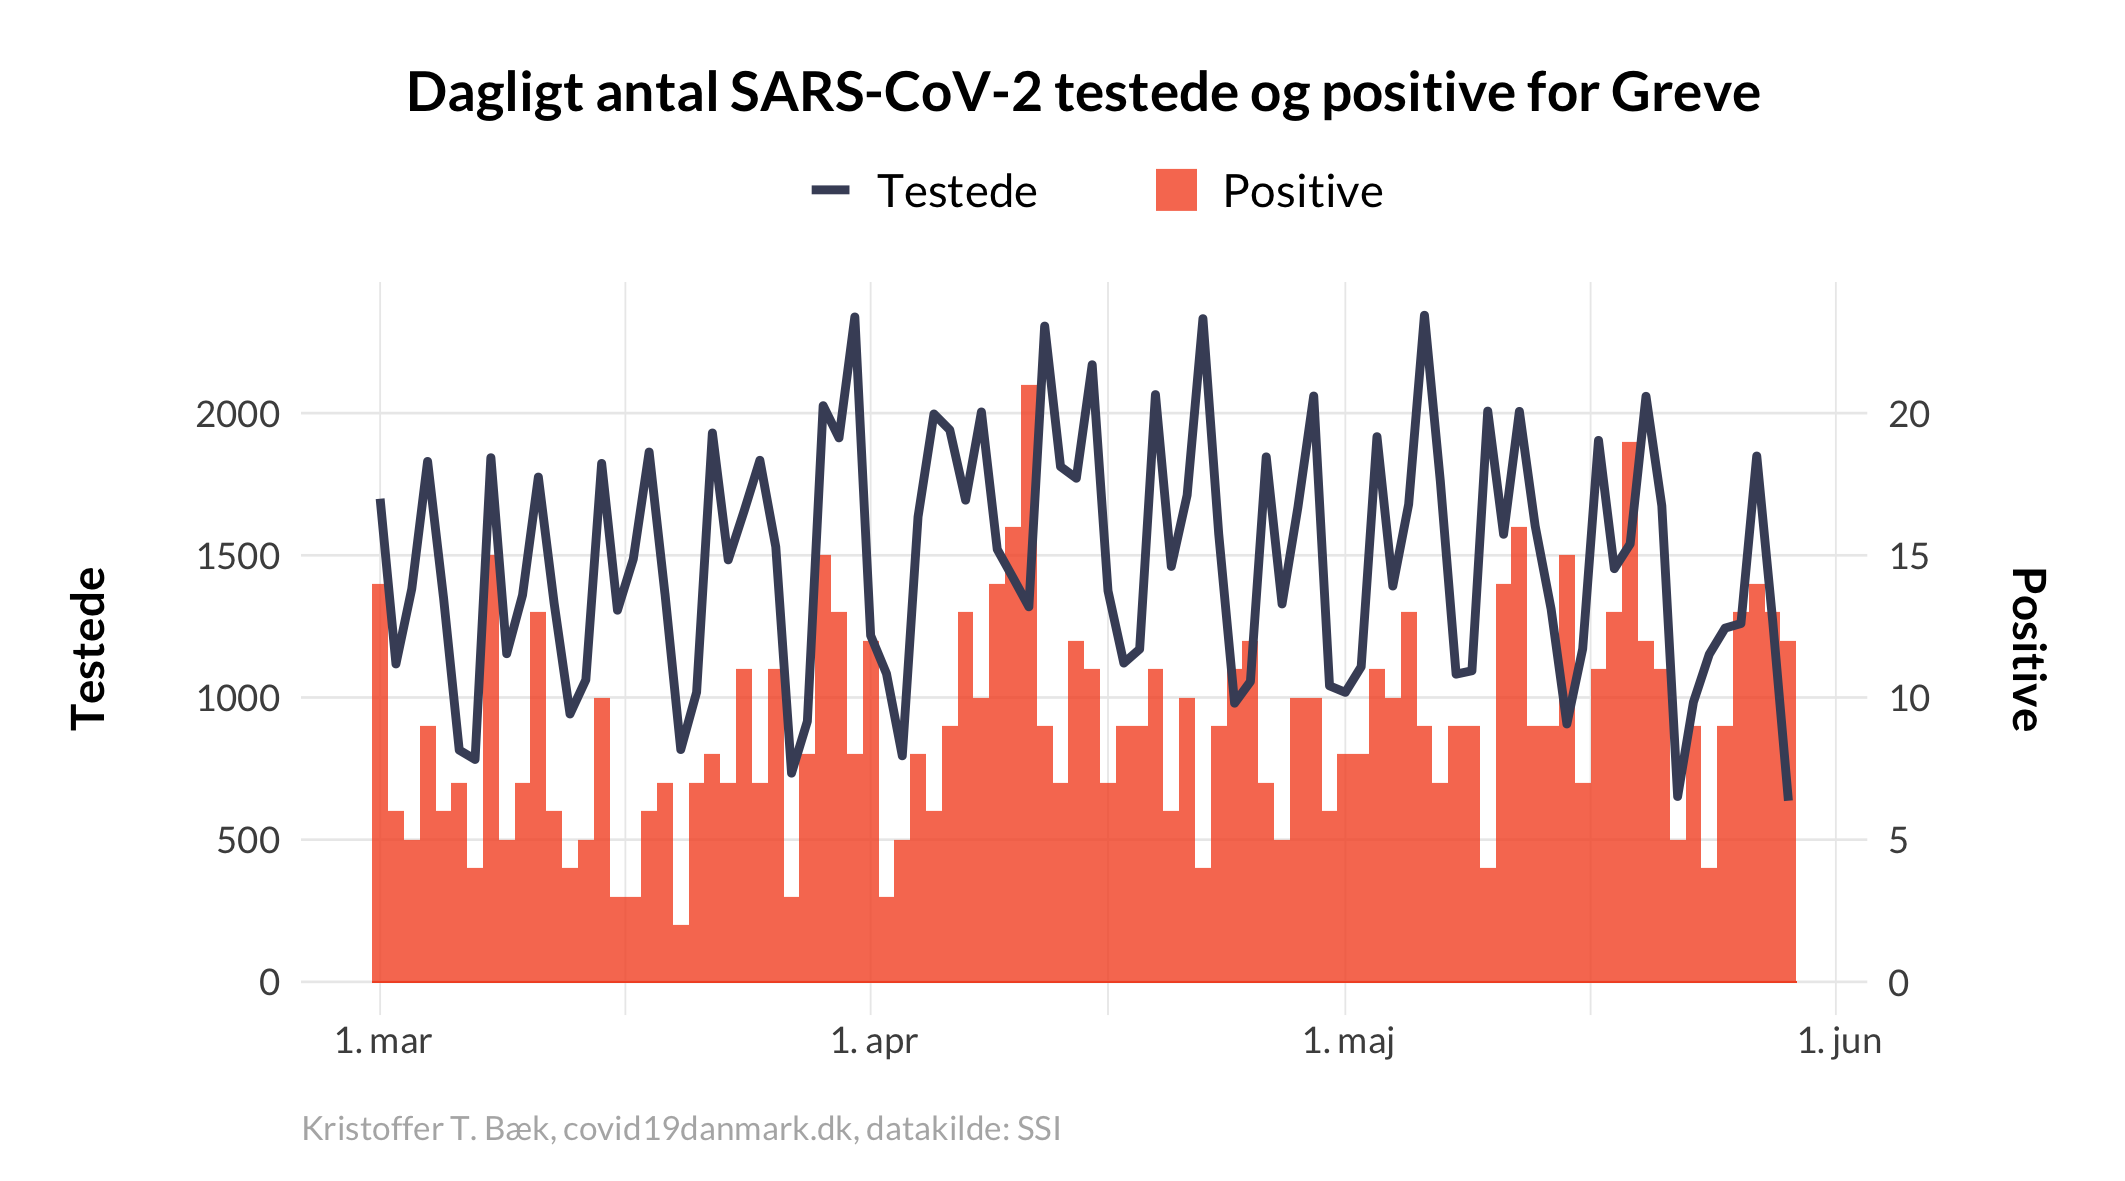 Dagligt antal SARS-CoV-2 testede og positive for Greve
Testede
Positive
2000
1500
1000
500
0
20
15
10
5
0
Testede
Positive
1. mar
1. apr
1. maj
1. jun
Kristoffer T. Bæk, covid19danmark.dk, datakilde: SSI